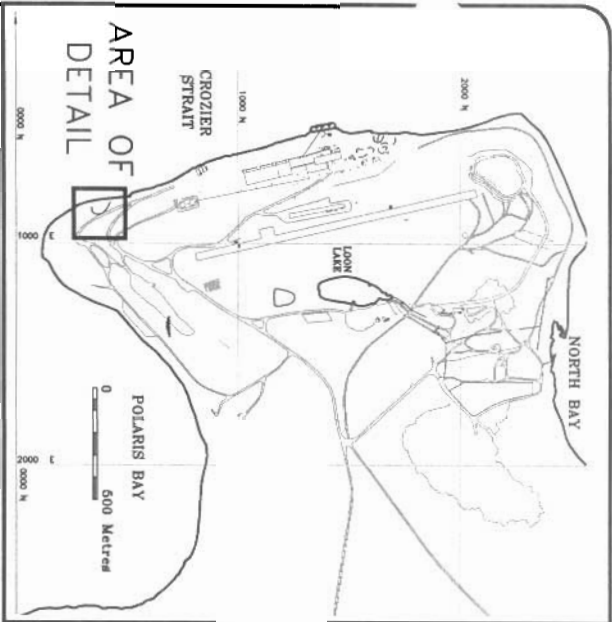 AREA OF
DETAIL
CROZIER
STRAIT
1000 N
2000 N
0000 N
1000 E
LOON
LAKE
NORTH BAY
POLARIS BAY
0 500 Metres
2000 E
0000 N